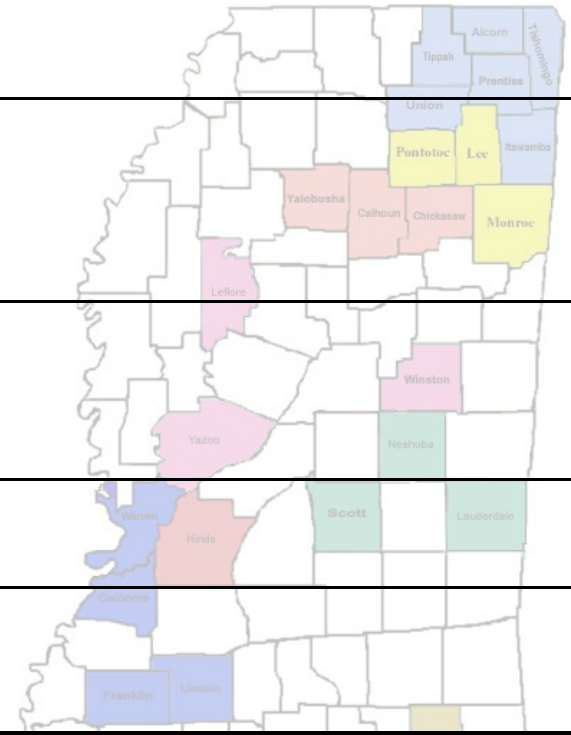 Alcorn
Tishomingo
Tippah
Prentiss
Union
Pontotoc
Lee
Itawamba
Yalobusha
Calhoun
Chickasaw
Monroe
Leflore
Winston
Yazoo
Neshoba
Warren
Scott
Lauderdale
Hinds
Claiborne
Franklin
Lincoln